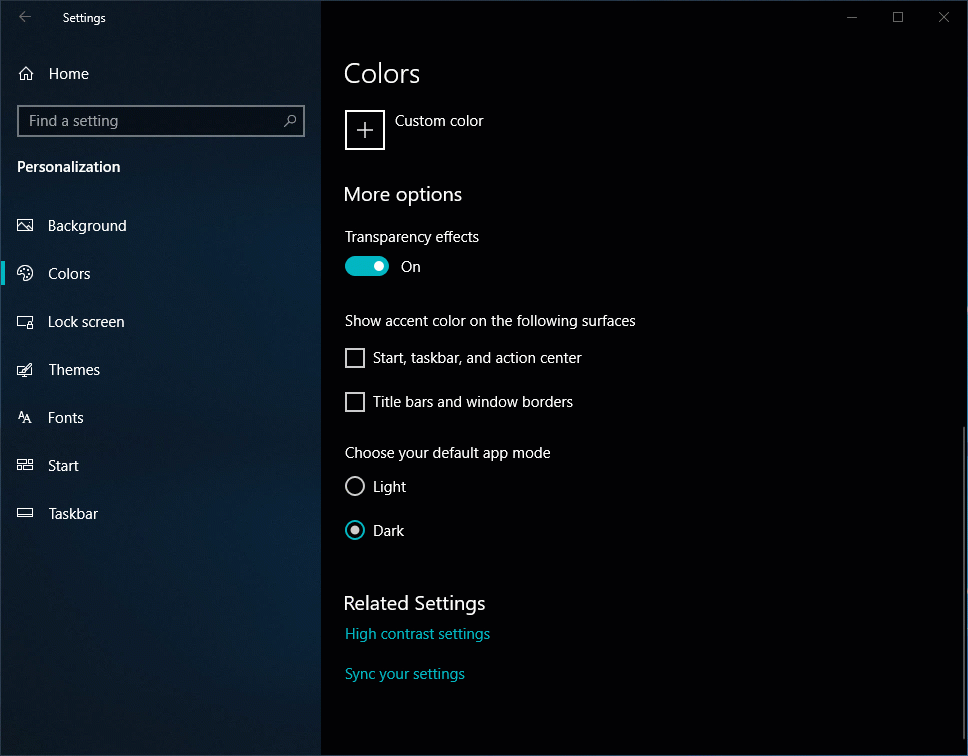 Settings
Home
Find a setting
Personalization
Background
Colors
Lock screen
Themes
Fonts
Start
Taskbar
Colors
Custom color
More options
Transparency effects
On
Show accent color on the following surfaces
Start, taskbar, and action center
Title bars and window borders
Choose your default app mode
Light
Dark
Related Settings
High contrast settings
Sync your settings